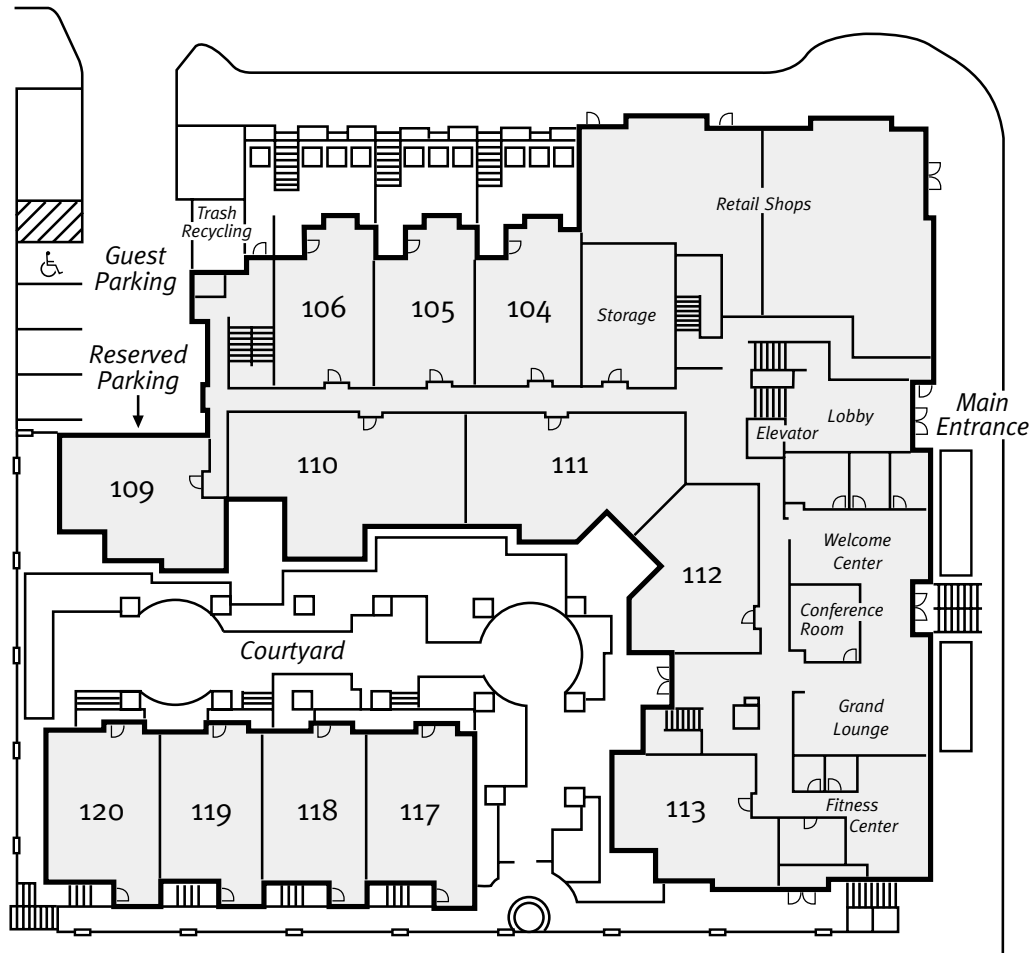 Retail Shops
Trash
Recycling
Guest
Parking
106
105
104
Storage
Reserved
Parking
Main
Entrance
Lobby
Elevator
110
111
109
Welcome
Center
112
Conference
Room
Courtyard
Grand
Lounge
120
119
118
117
113
Fitness
Center